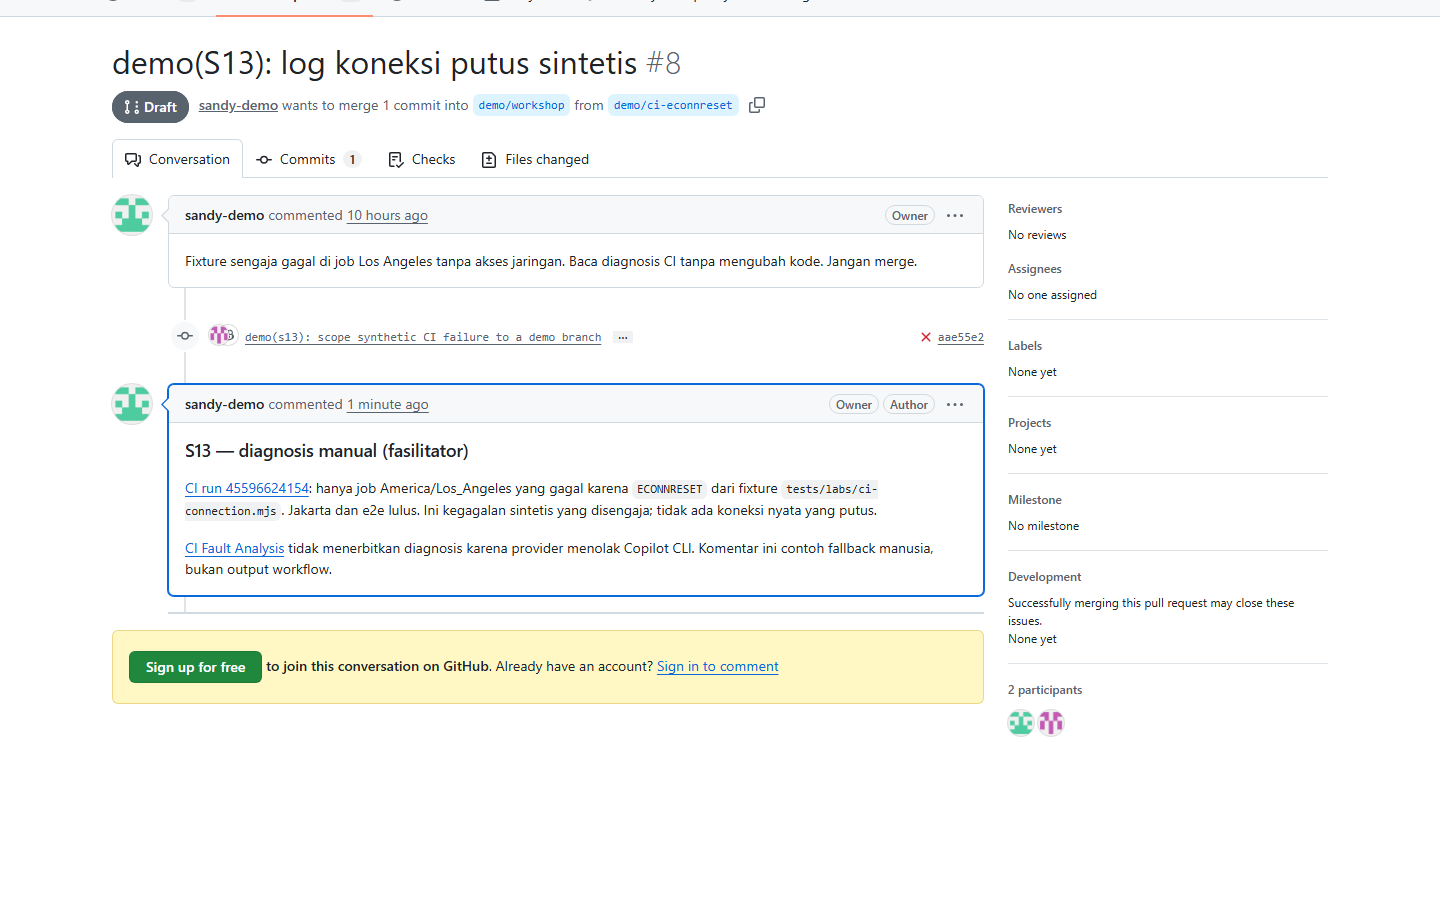 demo(S13): log koneksi putus sintetis #8
Draft
sandy-demo wants to merge 1 commit into demo/workshop from demo/ci-econnreset
Conversation
Commits 1
Checks
Files changed
sandy-demo commented 10 hours ago
Owner
Fixture sengaja gagal di job Los Angeles tanpa akses jaringan. Baca diagnosis CI tanpa mengubah kode. Jangan merge.
demo(s13): scope synthetic CI failure to a demo branch
aae55e2
sandy-demo commented 1 minute ago
Owner
Author
S13 — diagnosis manual (fasilitator)
CI run 45596624154: hanya job America/Los_Angeles yang gagal karena ECONNRESET dari fixture tests/labs/ci-
connection.mjs . Jakarta dan e2e lulus. Ini kegagalan sintetis yang disengaja; tidak ada koneksi nyata yang putus.
CI Fault Analysis tidak menerbitkan diagnosis karena provider menolak Copilot CLI. Komentar ini contoh fallback manusia,
bukan output workflow.
Sign up for free to join this conversation on GitHub. Already have an account? Sign in to comment
Reviewers
No reviews
Assignees
No one assigned
Labels
None yet
Projects
None yet
Milestone
No milestone
Development
Successfully merging this pull request may close these
issues.
None yet
2 participants